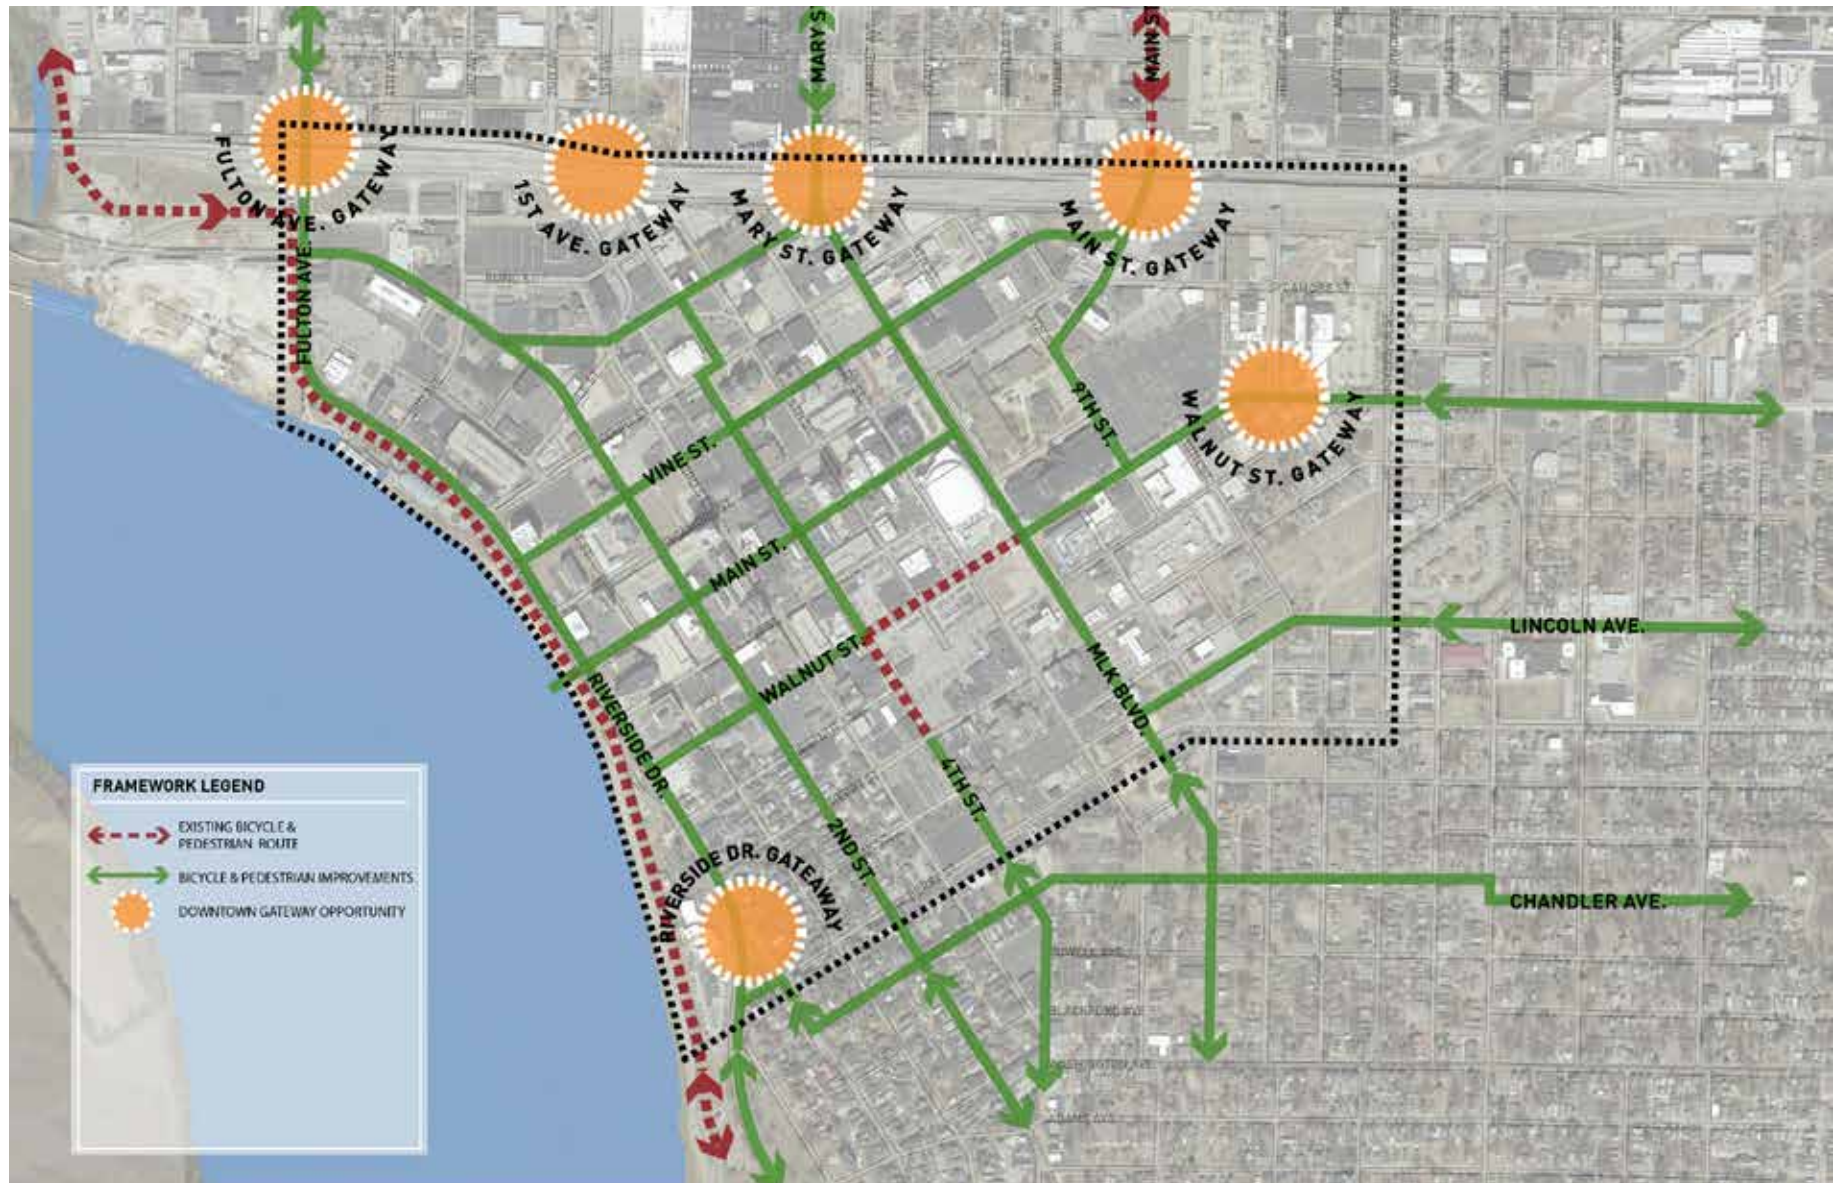 MARY S
MAIN ST
FULTON AVE. GATEWAY
1ST AVE. GATEWAY
MARY ST. GATEWAY
MAIN ST. GATEWAY
FULTON AVE.
9TH ST.
WALNUT ST. GATEWAY
VINE ST.
MAIN ST.
WALNUT ST.
LINCOLN AVE.
RIVERSIDE DR.
MLK BLVD.
4TH ST.
2ND ST.
RIVERSIDE DR. GATEAWAY
CHANDLER AVE.
FRAMEWORK LEGEND
EXISTING BICYCLE &
PEDESTRIAN ROUTE
BICYCLE & PEDESTRIAN IMPROVEMENTS
DOWNTOWN GATEWAY OPPORTUNITY